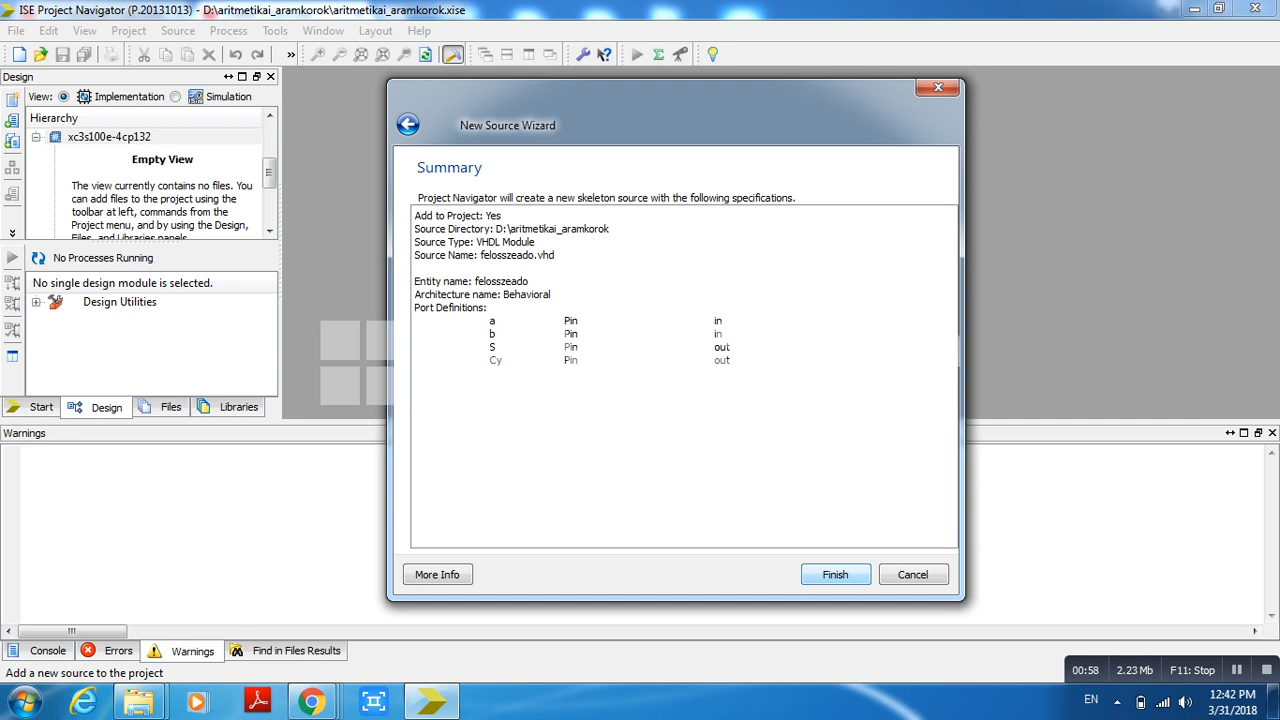 ISE Project Navigator (P.20131013) - D:\aritmetikai_aramkorok\aritmetikai_aramkorok.xise
File Edit View Project Source Process Tools Window Layout Help
»
Design
View: Implementation Simulation
Hierarchy
xc3s100e-4cp132
Empty View
The view currently contains no files. You
can add files to the project using the
toolbar at left, commands from the
Project menu, and by using the Design,
Files, and Libraries panels.
No Processes Running
No single design module is selected.
Design Utilities
Start Design Files Libraries
New Source Wizard
Summary
Project Navigator will create a new skeleton source with the following specifications.
Add to Project: Yes
Source Directory: D:\aritmetikai_aramkorok
Source Type: VHDL Module
Source Name: felosszeado.vhd
Entity name: felosszeado
Architecture name: Behavioral
Port Definitions:
a Pin in
b Pin in
S Pin out
Cy Pin out
More Info Finish Cancel
Warnings
Console Errors Warnings Find in Files Results
Add a new source to the project
00:58 2.23 Mb F11: Stop
EN
12:42 PM
3/31/2018